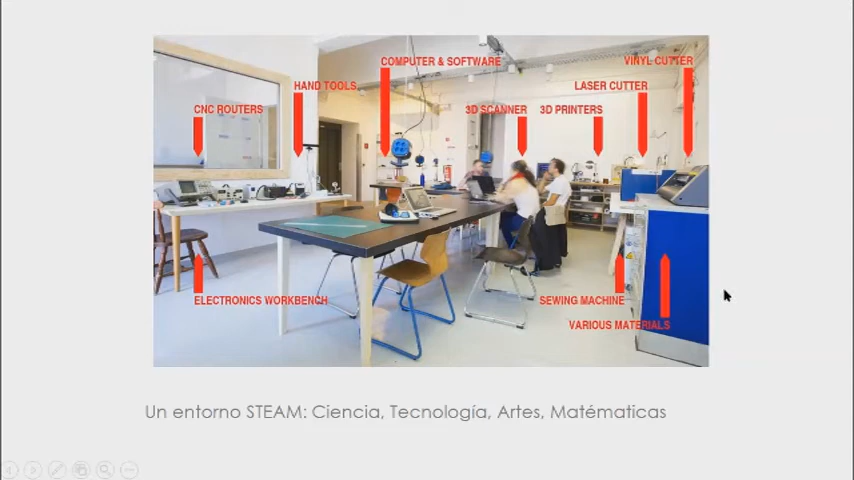 COMPUTER & SOFTWARE
VINYL CUTTER
HAND TOOLS
LASER CUTTER
CNC ROUTERS
3D SCANNER
3D PRINTERS
ELECTRONICS WORKBENCH
SEWING MACHINE
VARIOUS MATERIALS
Un entorno STEAM: Ciencia, Tecnología, Artes, Matématicas